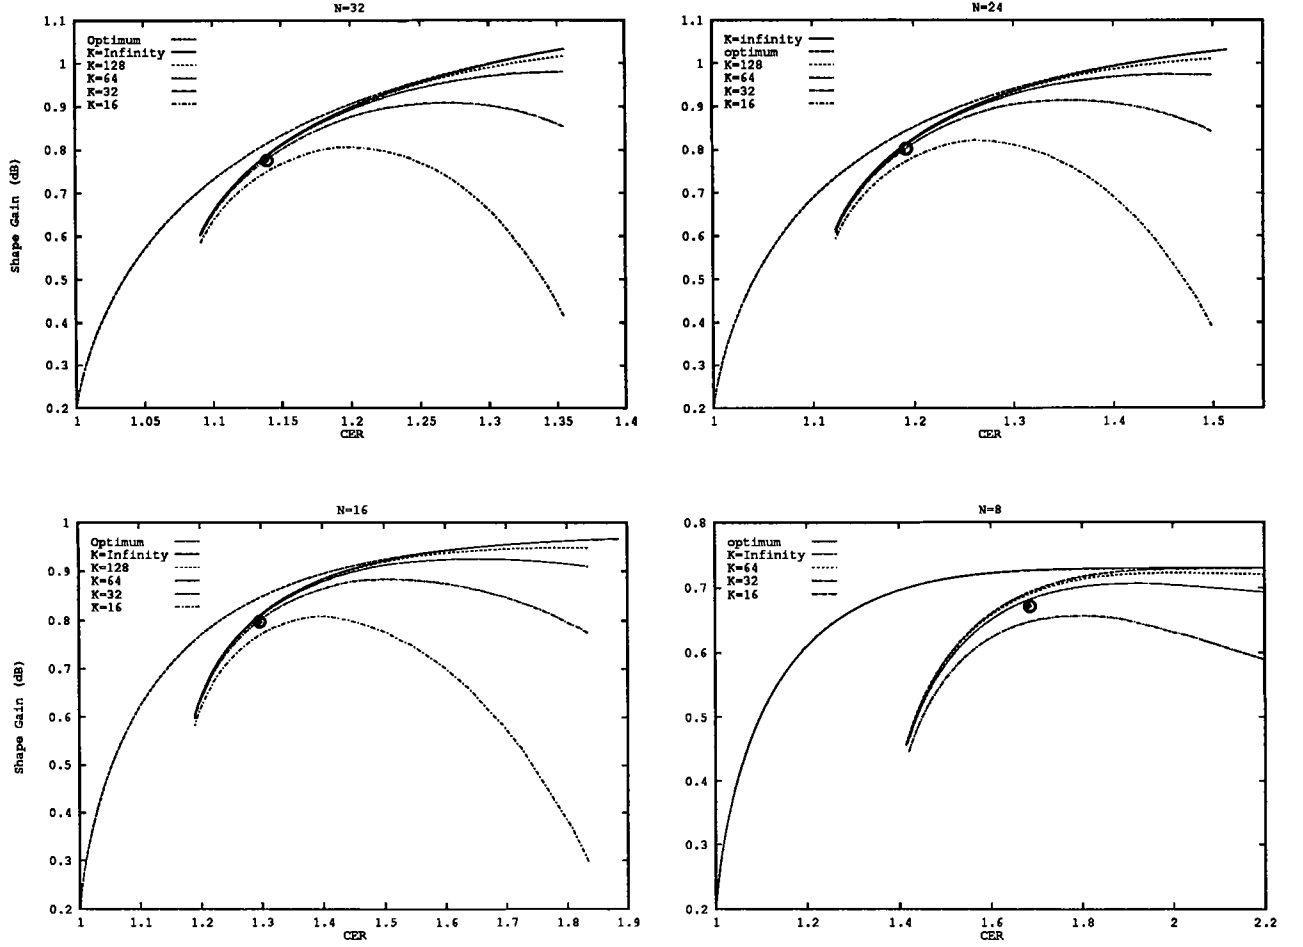 N=32
1.1
1
0.9
0.8
0.7
0.6
0.5
0.4
0.3
0.2
Shape Gain (dB)
Optimum
K=Infinity
K=128
K=64
K=32
K=16
1 1.05 1.1 1.15 1.2 1.25 1.3 1.35 1.4
CER
N=24
1.1
1
0.9
0.8
0.7
0.6
0.5
0.4
0.3
0.2
K=infinity
optimum
K=128
K=64
K=32
K=16
1 1.1 1.2 1.3 1.4 1.5
CER
N=16
1
0.9
0.8
0.7
0.6
0.5
0.4
0.3
0.2
Shape Gain (dB)
Optimum
K=Infinity
K=128
K=64
K=32
K=16
1 1.1 1.2 1.3 1.4 1.5 1.6 1.7 1.8 1.9
CER
N=8
0.8
0.7
0.6
0.5
0.4
0.3
0.2
optimum
K=Infinity
K=64
K=32
K=16
1 1.2 1.4 1.6 1.8 2 2.2
CER